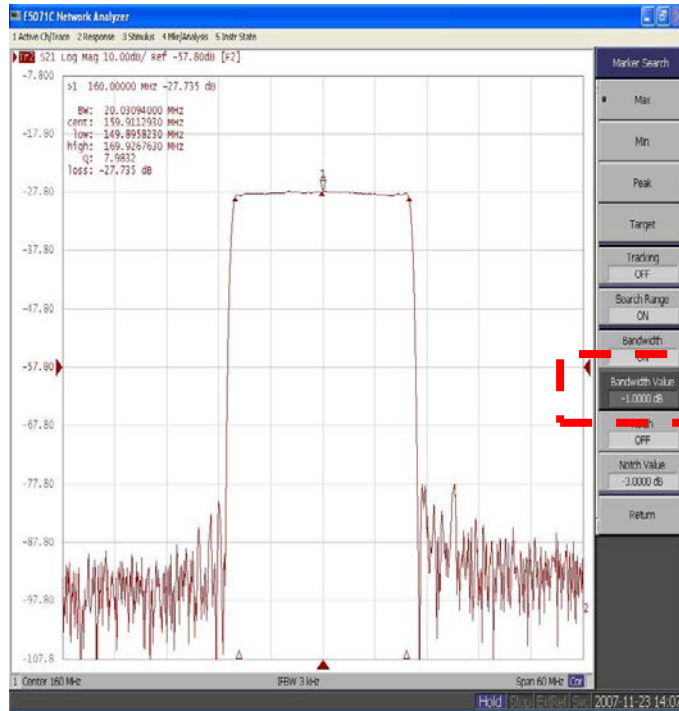 E5071C Network Analyzer
1 Active Ch/Trace 2 Response 3 Stimulus 4 Mkr/Analysis 5 Instr State
Tr2 S21 Log Mag 10.00dB/ Ref -57.80dB [F2]
Marker Search
-7.800
>1 160.00000 MHz -27.735 dB
BW: 20.03094000 MHz
cent: 159.9112930 MHz
low: 149.8958230 MHz
high: 169.9267630 MHz
Q: 7.9832
loss: -27.735 dB
Max
-17.80
Min
1
-27.80
Peak
Target
-37.80
Tracking
OFF
-47.80
Search Range
ON
Bandwidth
ON
-57.80
Bandwidth Value
-1.0000 dB
-67.80
OFF
-77.80
Notch Value
-3.0000 dB
Return
-87.80
-97.80
2
-107.8
1 Center 160 MHz
IFBW 3 kHz
Span 60 MHz Cor
Hold Stop ExtRef Svc 2007-11-23 14:07